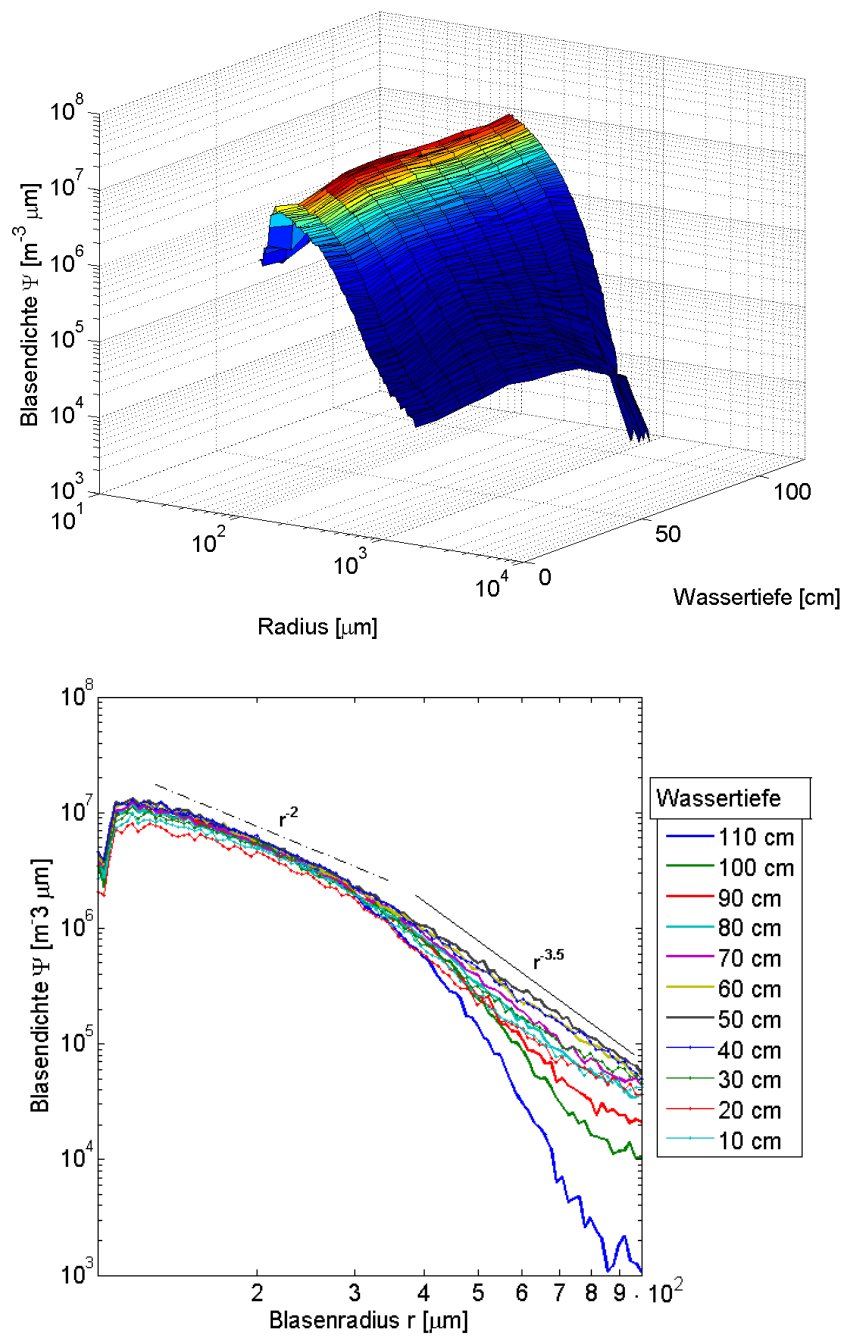 10^8
10^7
10^6
10^5
10^4
10^3
Blasendichte Ψ [m^-3 μm]
10^1
10^2
10^3
10^4
Radius [μm]
0
50
100
Wassertiefe [cm]
10^8
10^7
10^6
10^5
10^4
10^3
Blasendichte Ψ [m^-3 μm]
r^-2
r^-3.5
2 3 4 5 6 7 8 9 · 10^2
Blasenradius r [μm]
Wassertiefe
110 cm
100 cm
90 cm
80 cm
70 cm
60 cm
50 cm
40 cm
30 cm
20 cm
10 cm